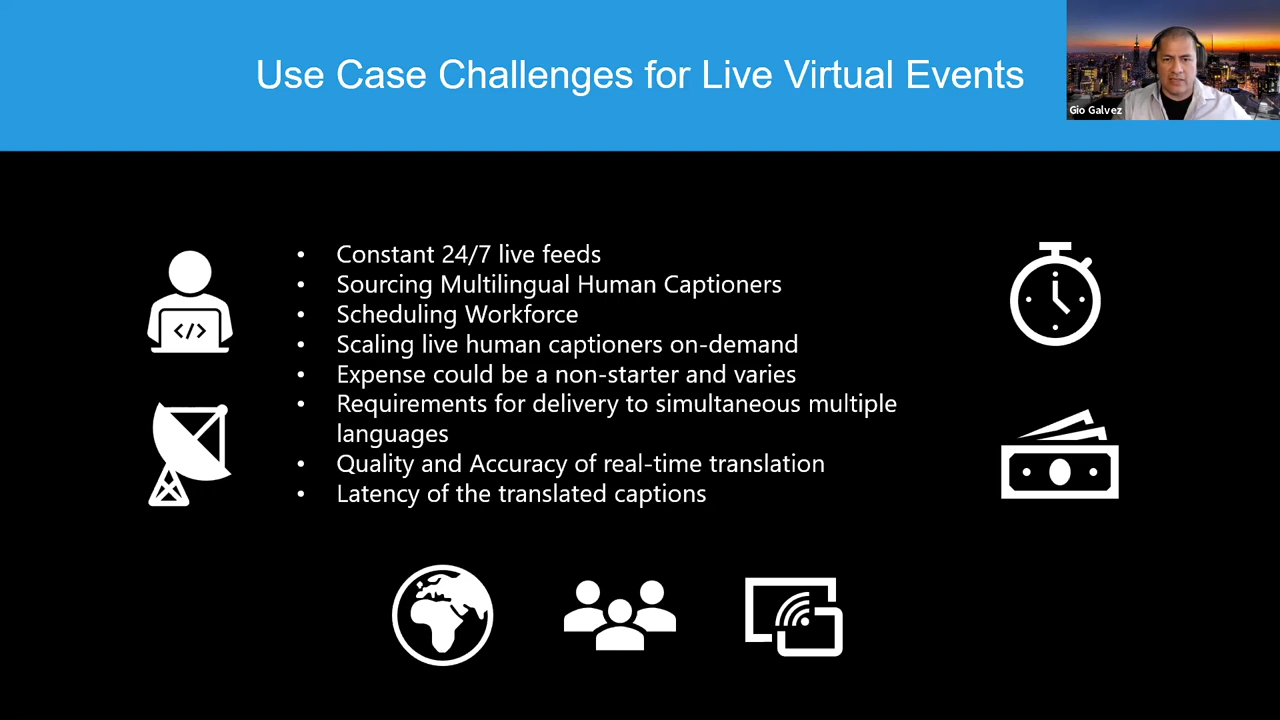 Use Case Challenges for Live Virtual Events
Gio Galvez
• Constant 24/7 live feeds
• Sourcing Multilingual Human Captioners
• Scheduling Workforce
• Scaling live human captioners on-demand
• Expense could be a non-starter and varies
• Requirements for delivery to simultaneous multiple
languages
• Quality and Accuracy of real-time translation
• Latency of the translated captions
</>